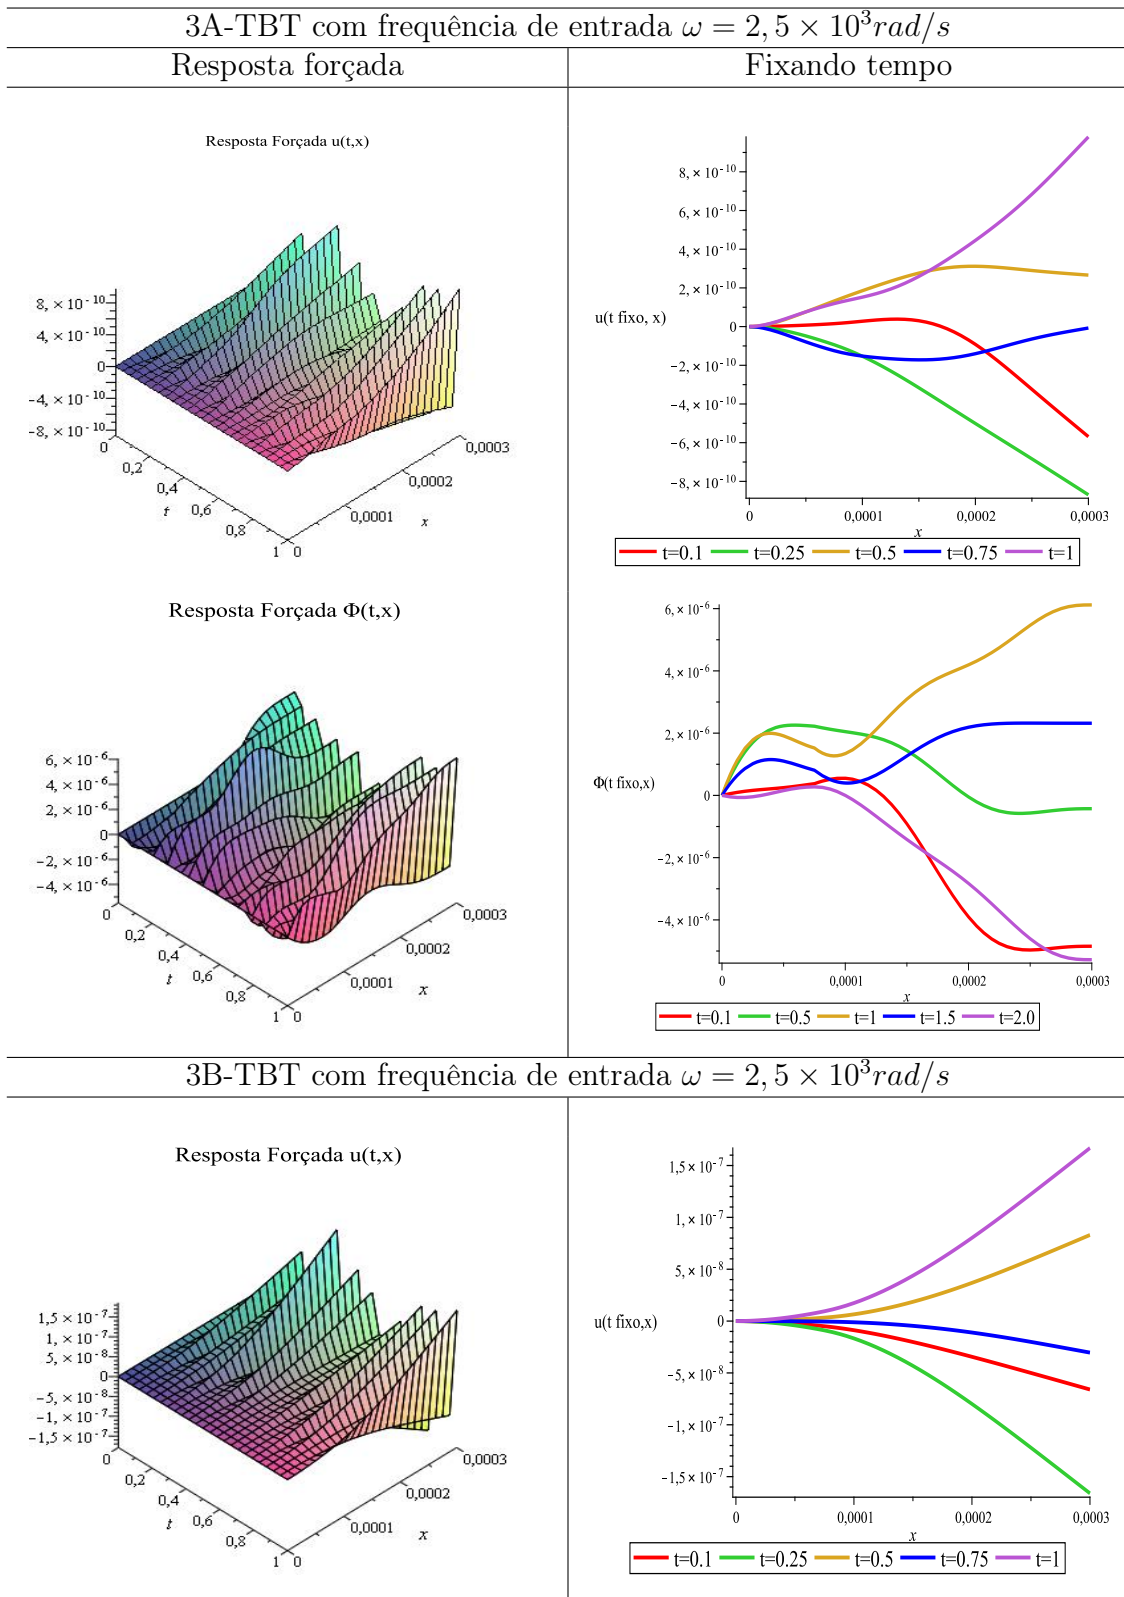 3A-TBT com frequência de entrada ω = 2, 5 × 10³rad/s
Resposta forçada
Fixando tempo
Resposta Forçada u(t,x)
8, × 10⁻¹⁰
4, × 10⁻¹⁰
0
−4, × 10⁻¹⁰
−8, × 10⁻¹⁰
0
0,2
0,4
t
0,6
0,8
1
0
0,0001
x
0,0002
0,0003
8, × 10⁻¹⁰
6, × 10⁻¹⁰
4, × 10⁻¹⁰
2, × 10⁻¹⁰
u(t fixo, x)
0
−2, × 10⁻¹⁰
−4, × 10⁻¹⁰
−6, × 10⁻¹⁰
−8, × 10⁻¹⁰
0
0,0001
0,0002
0,0003
x
t=0.1 t=0.25 t=0.5 t=0.75 t=1
Resposta Forçada Φ(t,x)
6, × 10⁻⁶
4, × 10⁻⁶
2, × 10⁻⁶
0
−2, × 10⁻⁶
−4, × 10⁻⁶
0
0,2
0,4
t
0,6
0,8
1
0
0,0001
x
0,0002
0,0003
6, × 10⁻⁶
4, × 10⁻⁶
2, × 10⁻⁶
Φ(t fixo,x)
0
−2, × 10⁻⁶
−4, × 10⁻⁶
0
0,0001
0,0002
0,0003
x
t=0.1 t=0.5 t=1 t=1.5 t=2.0
3B-TBT com frequência de entrada ω = 2, 5 × 10³rad/s
Resposta Forçada u(t,x)
1,5 × 10⁻⁷
1, × 10⁻⁷
5, × 10⁻⁸
0
−5, × 10⁻⁸
−1, × 10⁻⁷
−1,5 × 10⁻⁷
0
0,2
0,4
t
0,6
0,8
1
0
0,0001
x
0,0002
0,0003
1,5 × 10⁻⁷
1, × 10⁻⁷
5, × 10⁻⁸
u(t fixo,x)
0
−5, × 10⁻⁸
−1, × 10⁻⁷
−1,5 × 10⁻⁷
0
0,0001
0,0002
0,0003
x
t=0.1 t=0.25 t=0.5 t=0.75 t=1